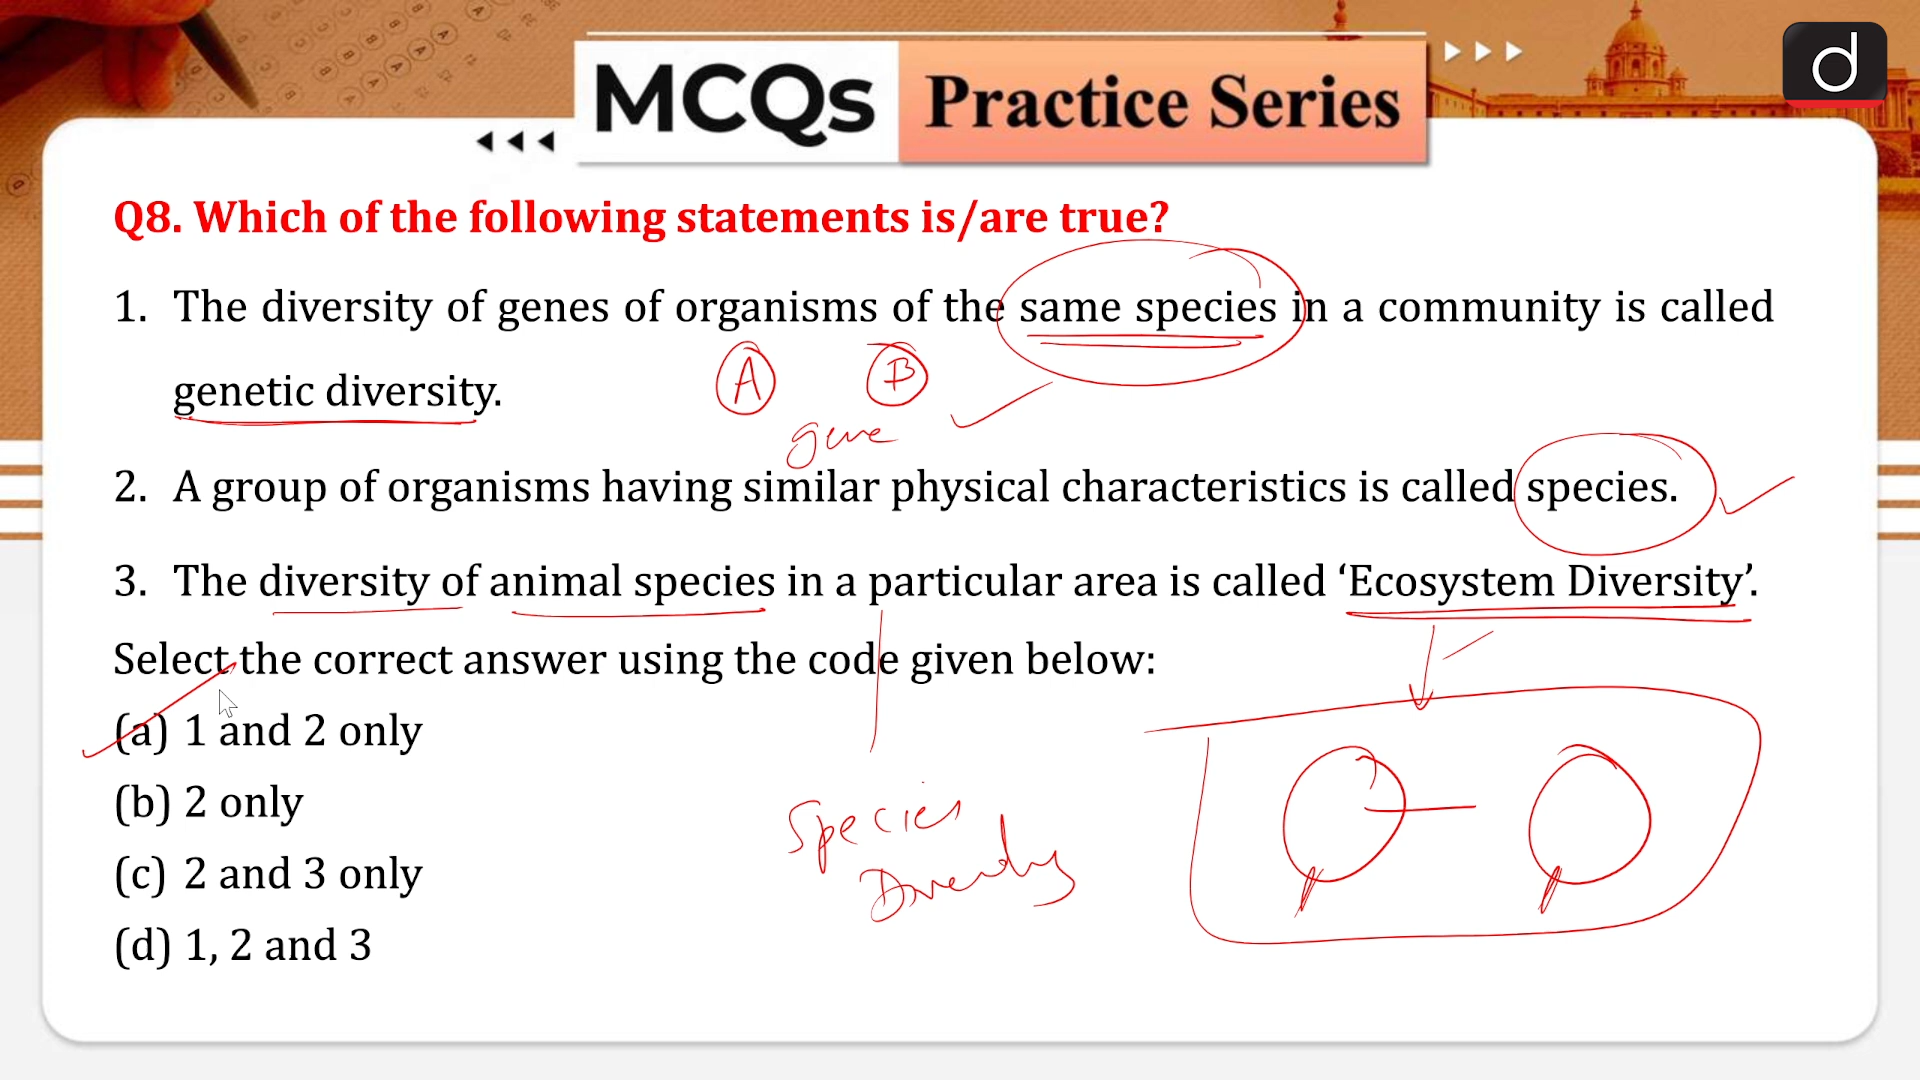 MCQs Practice Series
d
Q8. Which of the following statements is/are true?
1. The diversity of genes of organisms of the same species in a community is called
genetic diversity.
A B
gene
2. A group of organisms having similar physical characteristics is called species.
3. The diversity of animal species in a particular area is called ‘Ecosystem Diversity’.
Select the correct answer using the code given below:
(a) 1 and 2 only
(b) 2 only
(c) 2 and 3 only
(d) 1, 2 and 3
Species
Diversity